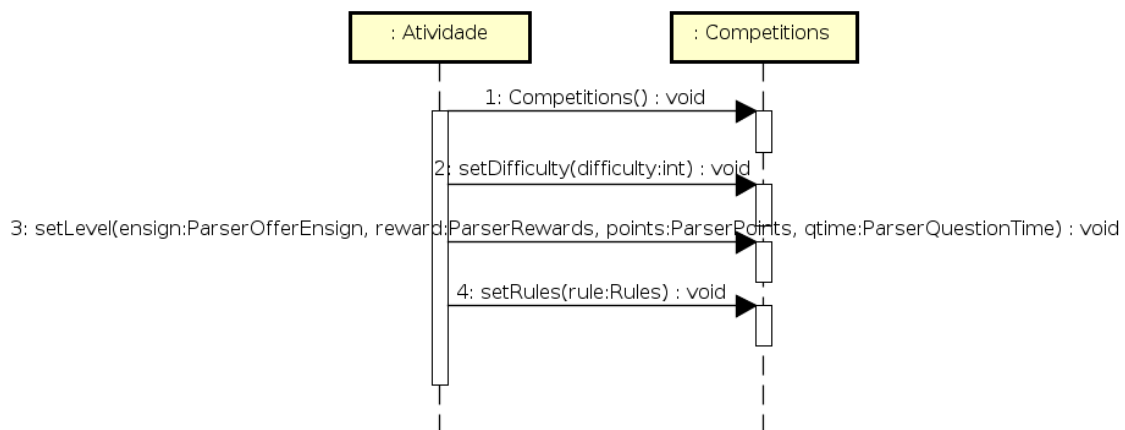 : Atividade
: Competitions
1: Competitions() : void
2: setDifficulty(difficulty:int) : void
3: setLevel(ensign:ParserOfferEnsign, reward:ParserRewards, points:ParserPoints, qtime:ParserQuestionTime) : void
4: setRules(rule:Rules) : void